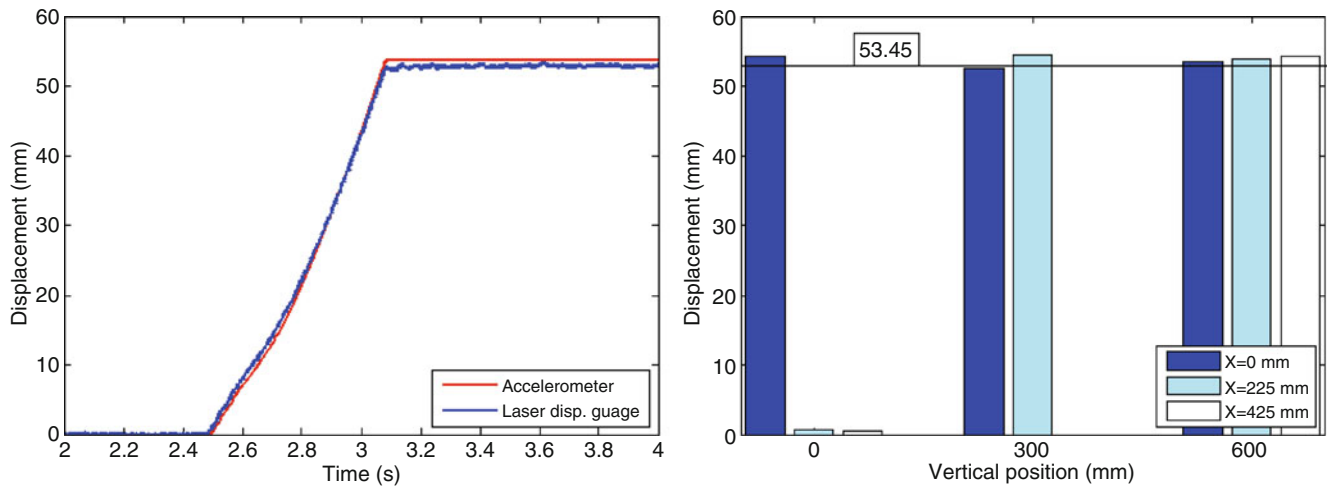 60
50
40
30
20
10
0
Displacement (mm)
2 2.2 2.4 2.6 2.8 3 3.2 3.4 3.6 3.8 4
Time (s)
Accelerometer
Laser disp. guage
60
50
40
30
20
10
0
Displacement (mm)
53.45
X=0 mm
X=225 mm
X=425 mm
0 300 600
Vertical position (mm)